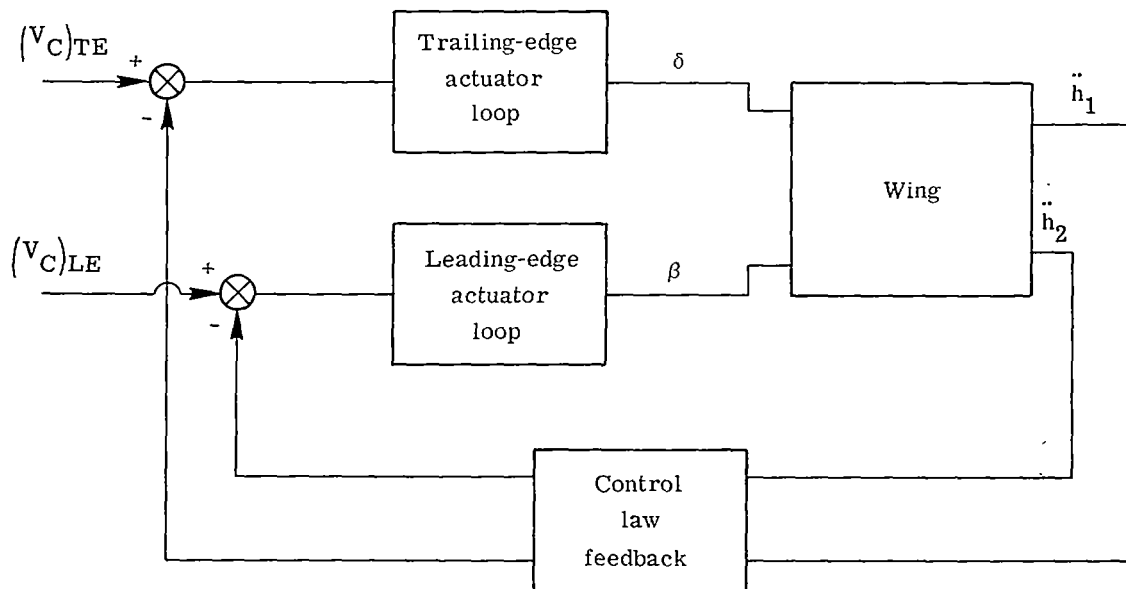 (V_C)_TE
+
-
Trailing-edge
actuator
loop
δ
Wing
ḧ_1
ḧ_2
(V_C)_LE
+
-
Leading-edge
actuator
loop
β
Control
law
feedback